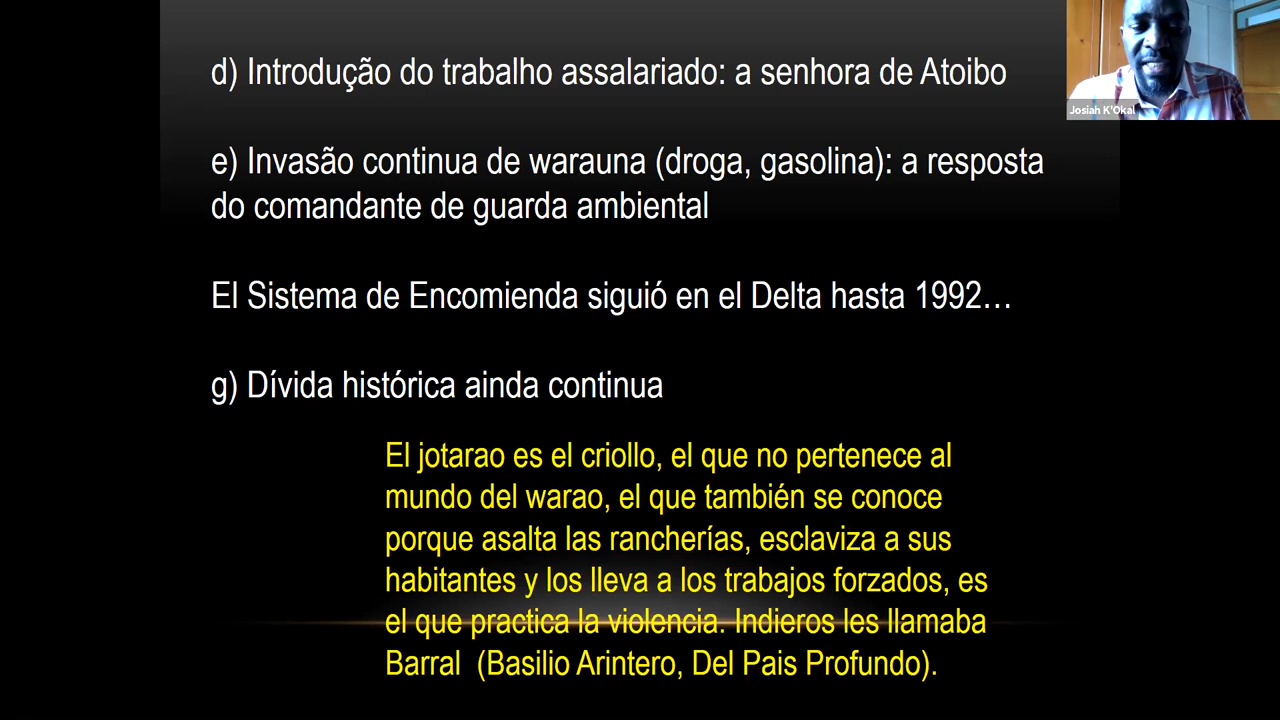 d) Introdução do trabalho assalariado: a senhora de Atoibo
e) Invasão continua de warauna (droga, gasolina): a resposta
do comandante de guarda ambiental
El Sistema de Encomienda siguió en el Delta hasta 1992…
g) Dívida histórica ainda continua
El jotarao es el criollo, el que no pertenece al
mundo del warao, el que también se conoce
porque asalta las rancherías, esclaviza a sus
habitantes y los lleva a los trabajos forzados, es
el que practica la violencia. Indieros les llamaba
Barral (Basilio Arintero, Del Pais Profundo).
Josiah K'Okal